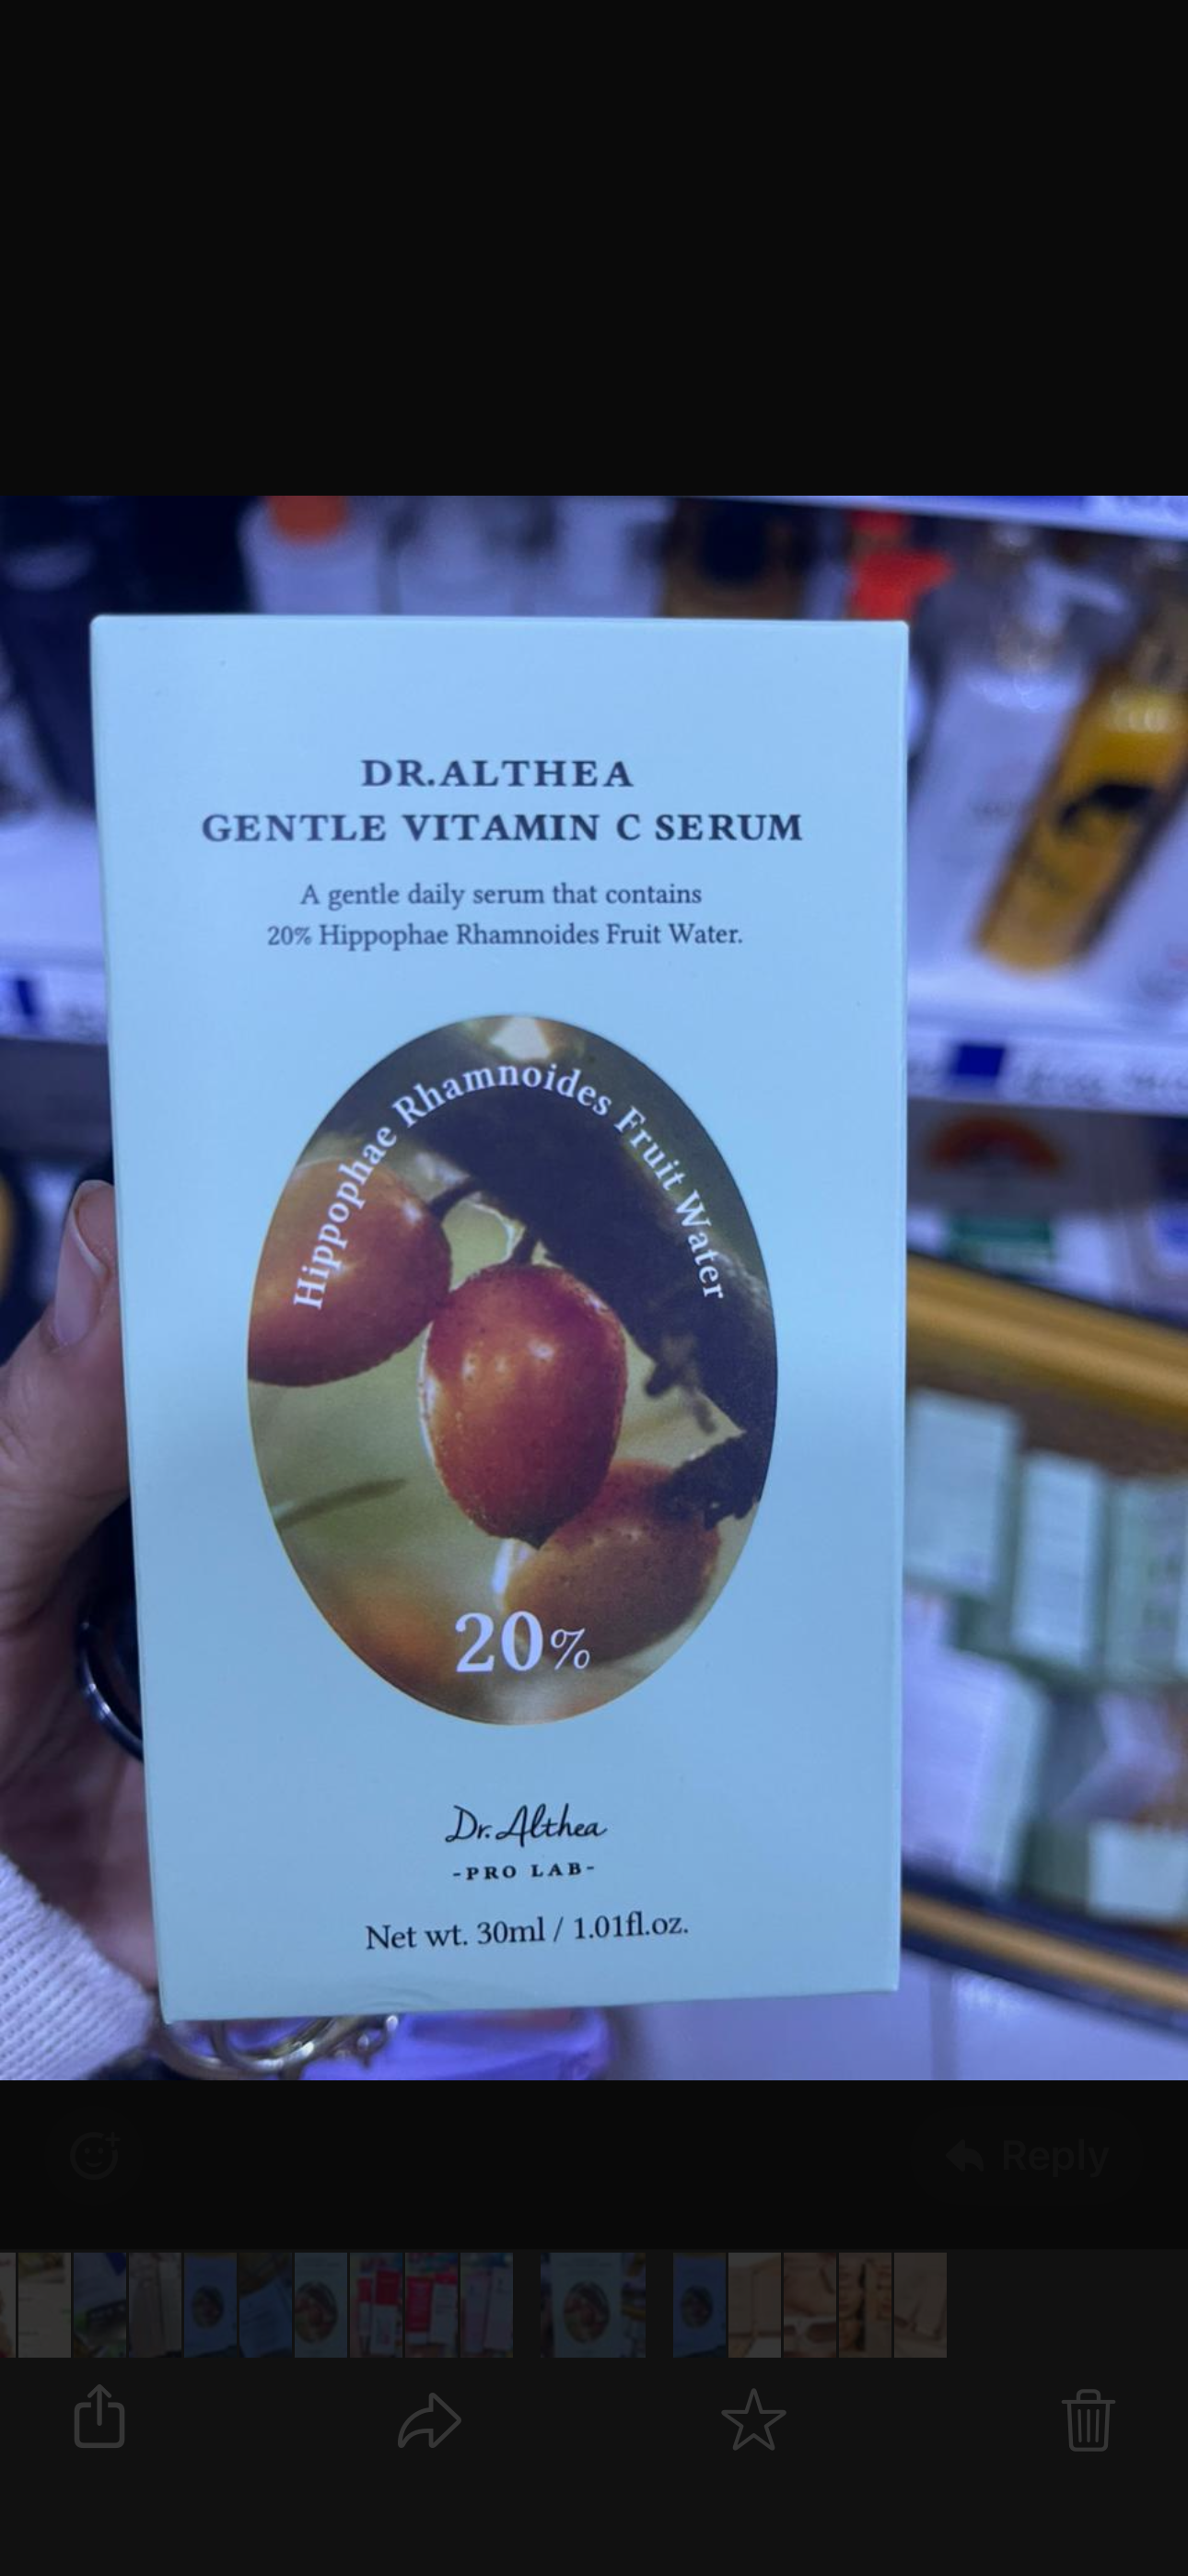 DR.ALTHEA
GENTLE VITAMIN C SERUM
A gentle daily serum that contains
20% Hippophae Rhamnoides Fruit Water.
Hippophae Rhamnoides Fruit Water
20%
Dr.Althea
-PRO LAB-
Net wt. 30ml / 1.01fl.oz.
Reply